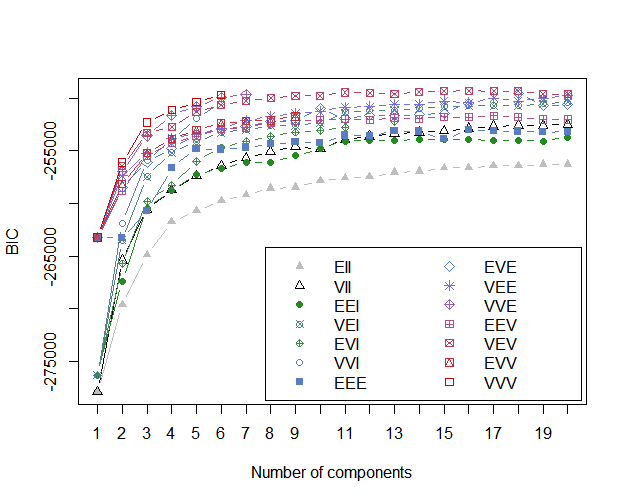 BIC
-255000
-265000
-275000
EII EVE
VII VEE
EEI VVE
VEI EEV
EVI VEV
VVI EVV
EEE VVV
1 2 3 4 5 6 7 8 9 11 13 15 17 19
Number of components